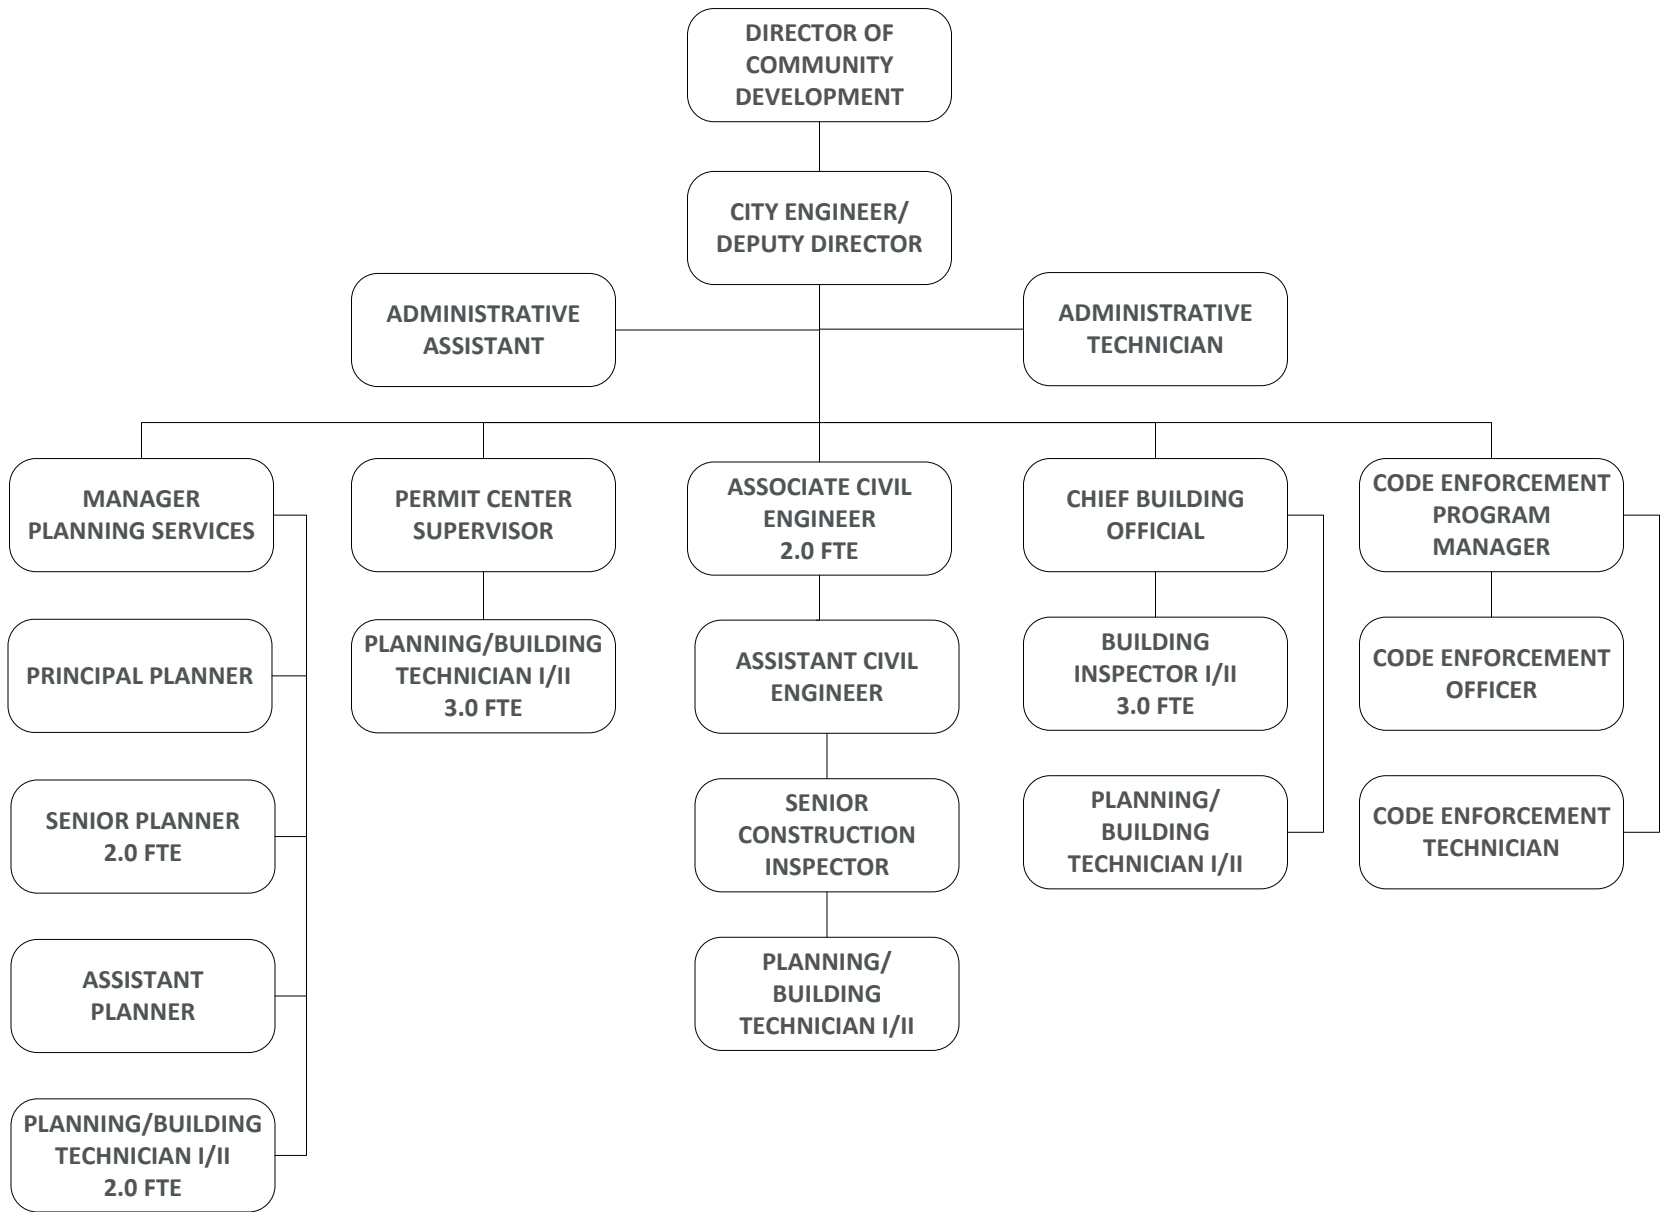 DIRECTOR OF
COMMUNITY
DEVELOPMENT
CITY ENGINEER/
DEPUTY DIRECTOR
ADMINISTRATIVE
ASSISTANT
ADMINISTRATIVE
TECHNICIAN
MANAGER
PLANNING SERVICES
PERMIT CENTER
SUPERVISOR
ASSOCIATE CIVIL
ENGINEER
2.0 FTE
CHIEF BUILDING
OFFICIAL
CODE ENFORCEMENT
PROGRAM
MANAGER
PRINCIPAL PLANNER
PLANNING/BUILDING
TECHNICIAN I/II
3.0 FTE
ASSISTANT CIVIL
ENGINEER
BUILDING
INSPECTOR I/II
3.0 FTE
CODE ENFORCEMENT
OFFICER
SENIOR PLANNER
2.0 FTE
SENIOR
CONSTRUCTION
INSPECTOR
PLANNING/
BUILDING
TECHNICIAN I/II
CODE ENFORCEMENT
TECHNICIAN
ASSISTANT
PLANNER
PLANNING/
BUILDING
TECHNICIAN I/II
PLANNING/BUILDING
TECHNICIAN I/II
2.0 FTE